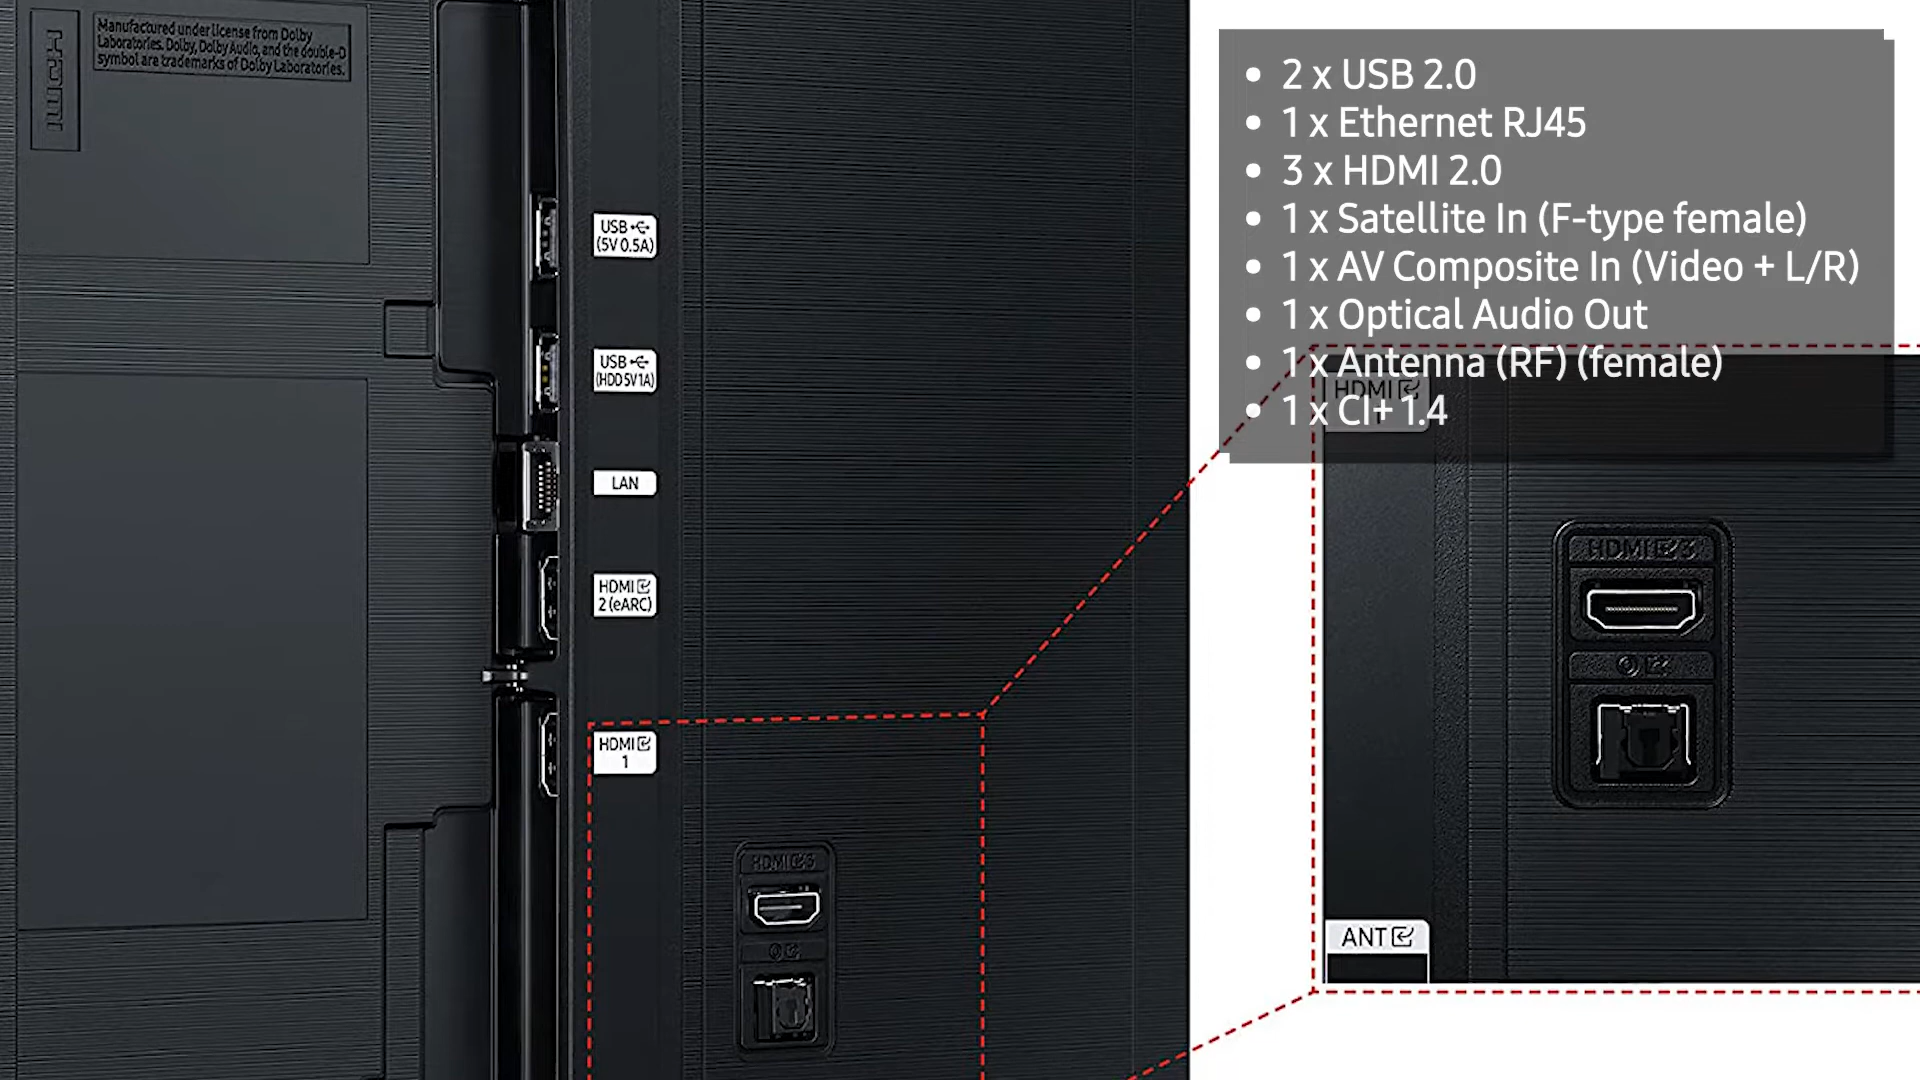 HDMI
Manufactured under license from Dolby
Laboratories. Dolby, Dolby Audio, and the double-D
symbol are trademarks of Dolby Laboratories.
USB
(5V 0.5A)
USB
(HDD 5V 1A)
LAN
HDMI
2 (eARC)
HDMI
1
HDMI 3
• 2 x USB 2.0
• 1 x Ethernet RJ45
• 3 x HDMI 2.0
• 1 x Satellite In (F-type female)
• 1 x AV Composite In (Video + L/R)
• 1 x Optical Audio Out
• 1 x Antenna (RF) (female)
• 1 x CI+ 1.4
HDMI
1
HDMI 3
ANT